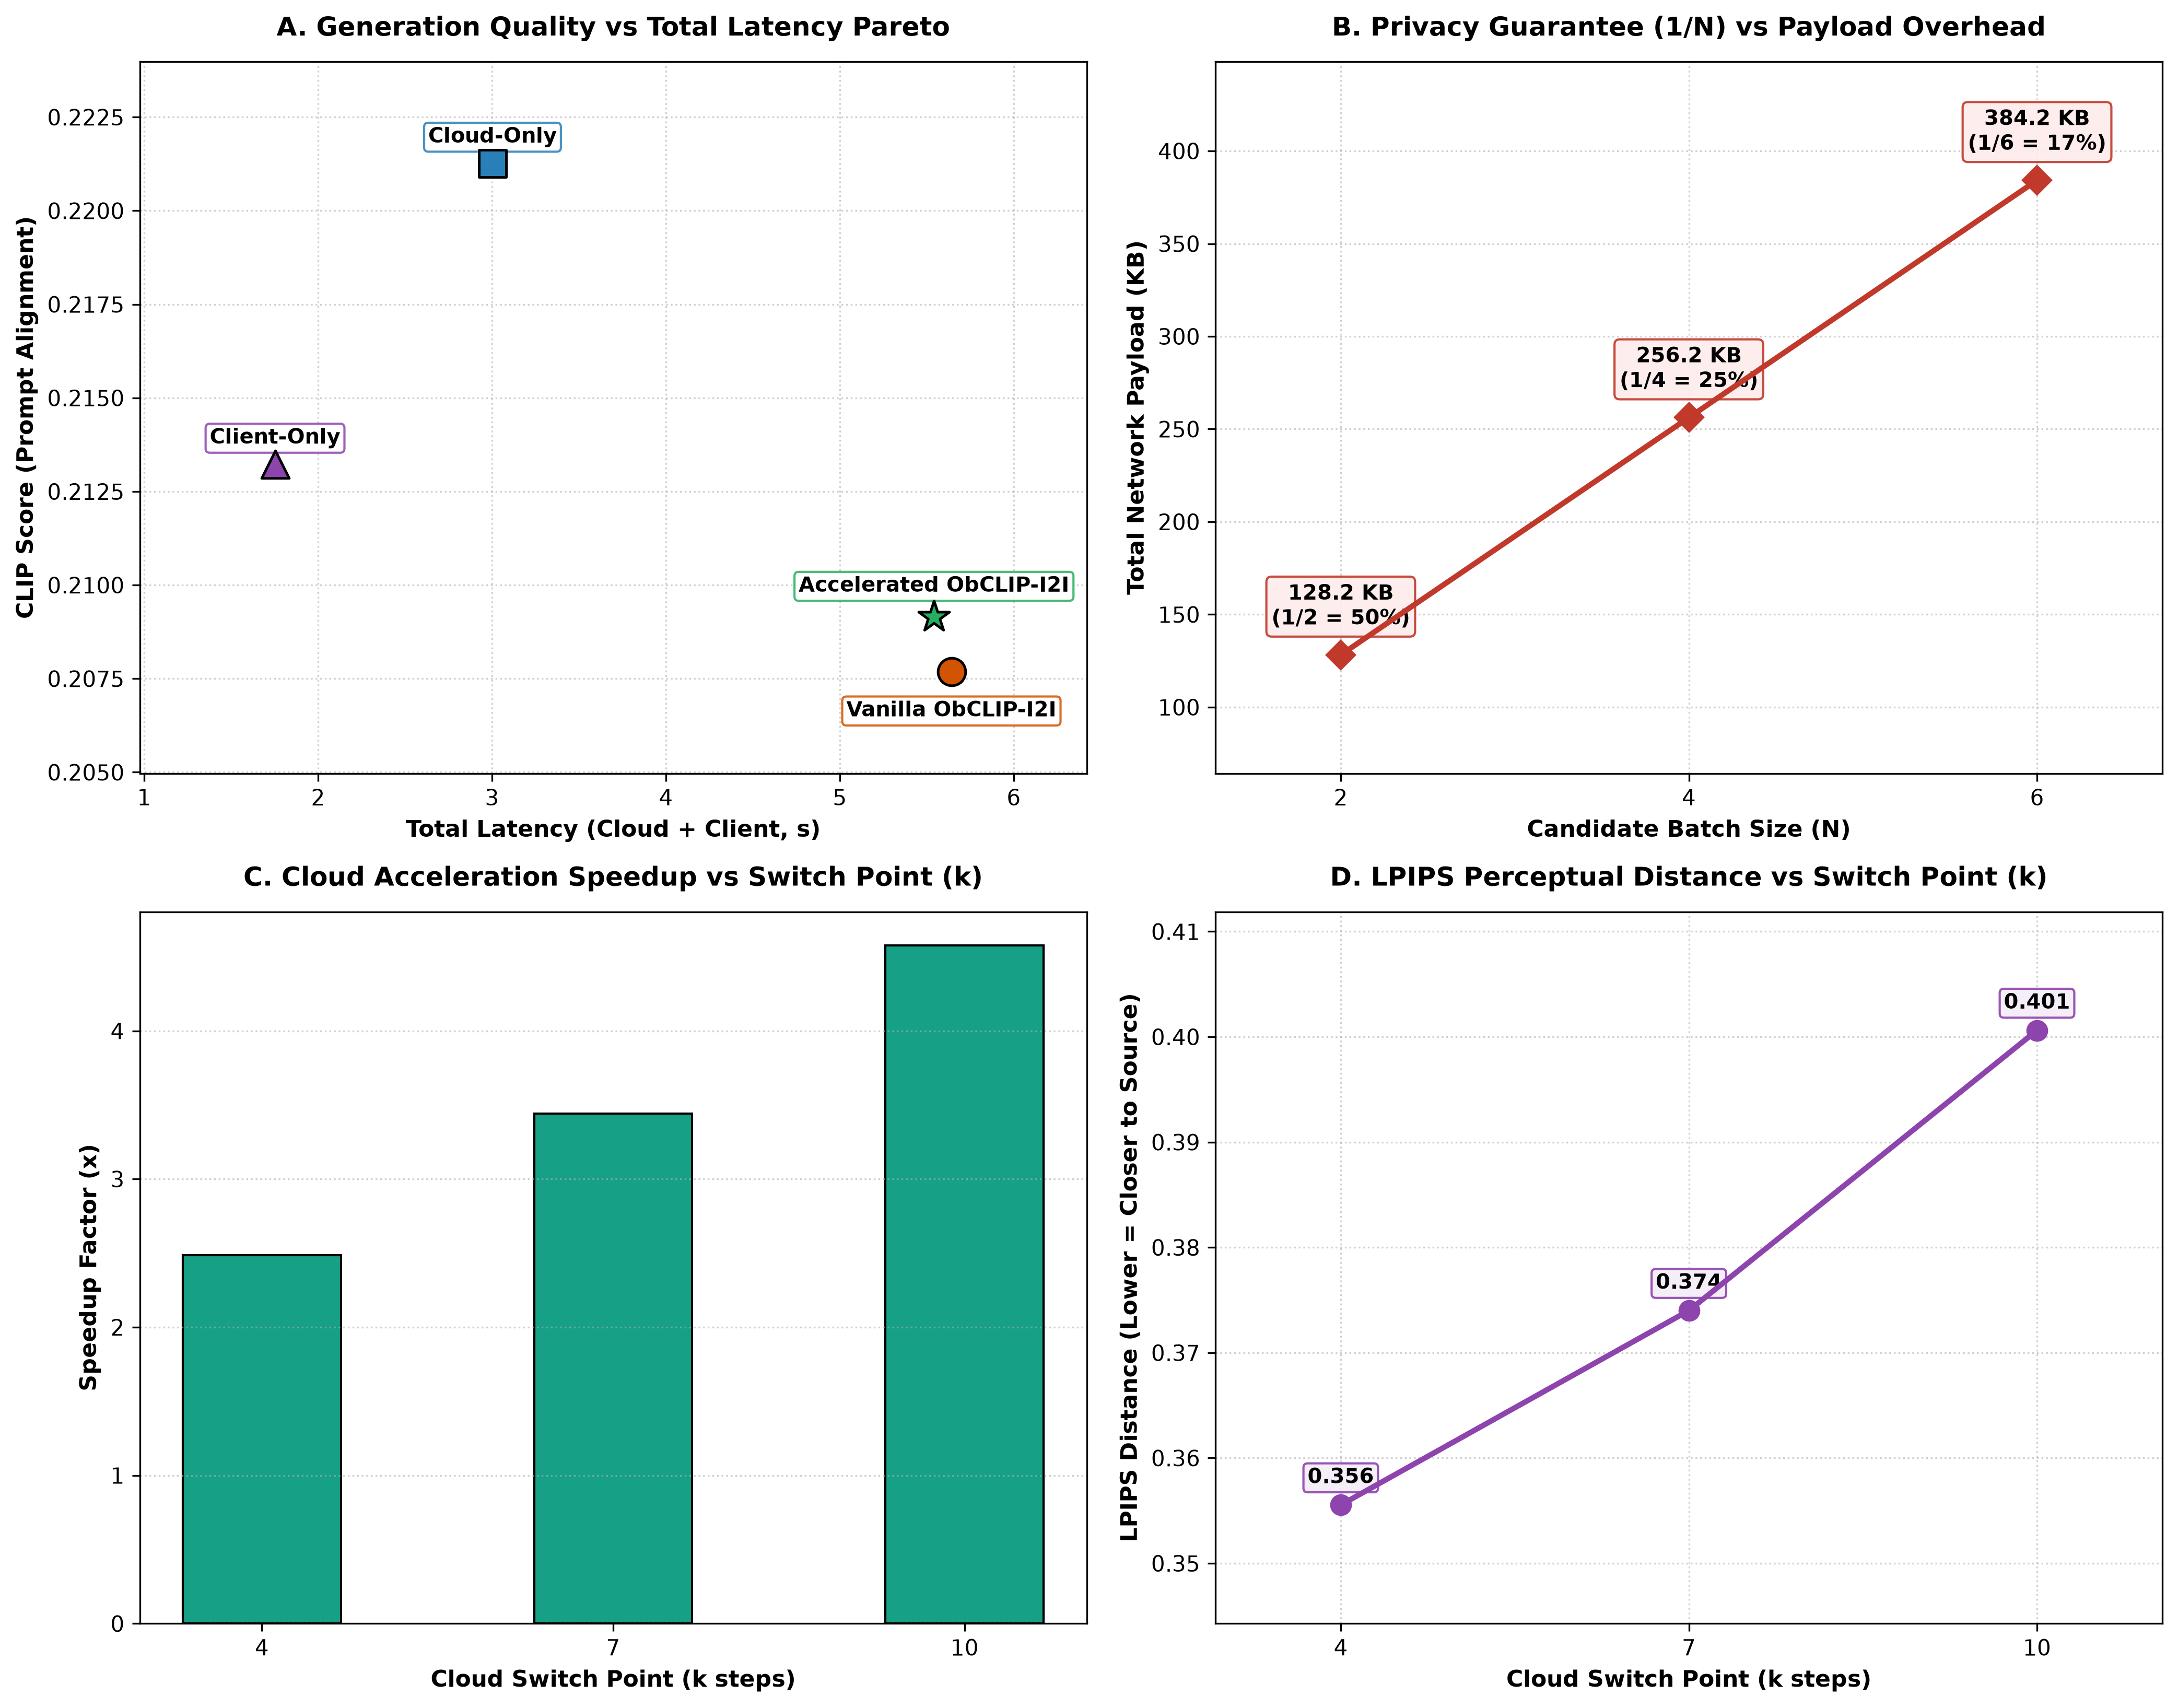 A. Generation Quality vs Total Latency Pareto
CLIP Score (Prompt Alignment)
0.2225
0.2200
0.2175
0.2150
0.2125
0.2100
0.2075
0.2050
Cloud-Only
Client-Only
Accelerated ObCLIP-I2I
Vanilla ObCLIP-I2I
1
2
3
4
5
6
Total Latency (Cloud + Client, s)
B. Privacy Guarantee (1/N) vs Payload Overhead
Total Network Payload (KB)
400
350
300
250
200
150
100
384.2 KB
(1/6 = 17%)
256.2 KB
(1/4 = 25%)
128.2 KB
(1/2 = 50%)
2
4
6
Candidate Batch Size (N)
C. Cloud Acceleration Speedup vs Switch Point (k)
Speedup Factor (x)
4
3
2
1
0
4
7
10
Cloud Switch Point (k steps)
D. LPIPS Perceptual Distance vs Switch Point (k)
LPIPS Distance (Lower = Closer to Source)
0.41
0.40
0.39
0.38
0.37
0.36
0.35
0.401
0.374
0.356
4
7
10
Cloud Switch Point (k steps)